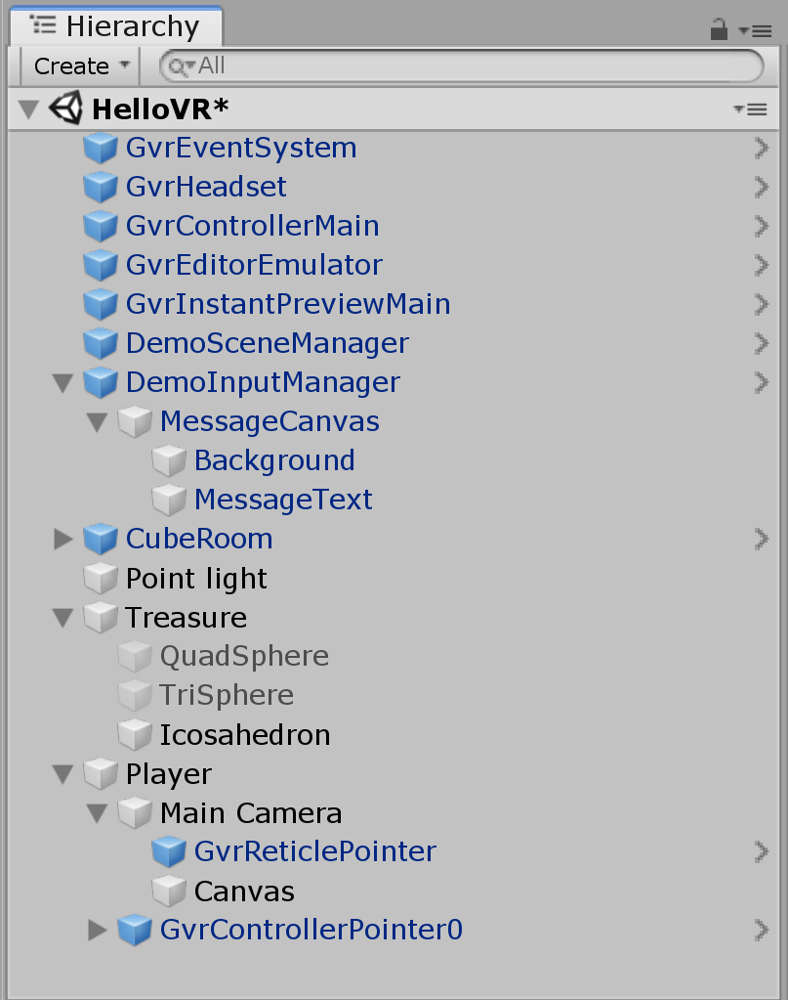 Hierarchy
Create All
HelloVR*
GvrEventSystem
GvrHeadset
GvrControllerMain
GvrEditorEmulator
GvrInstantPreviewMain
DemoSceneManager
DemoInputManager
MessageCanvas
Background
MessageText
CubeRoom
Point light
Treasure
QuadSphere
TriSphere
Icosahedron
Player
Main Camera
GvrReticlePointer
Canvas
GvrControllerPointer0